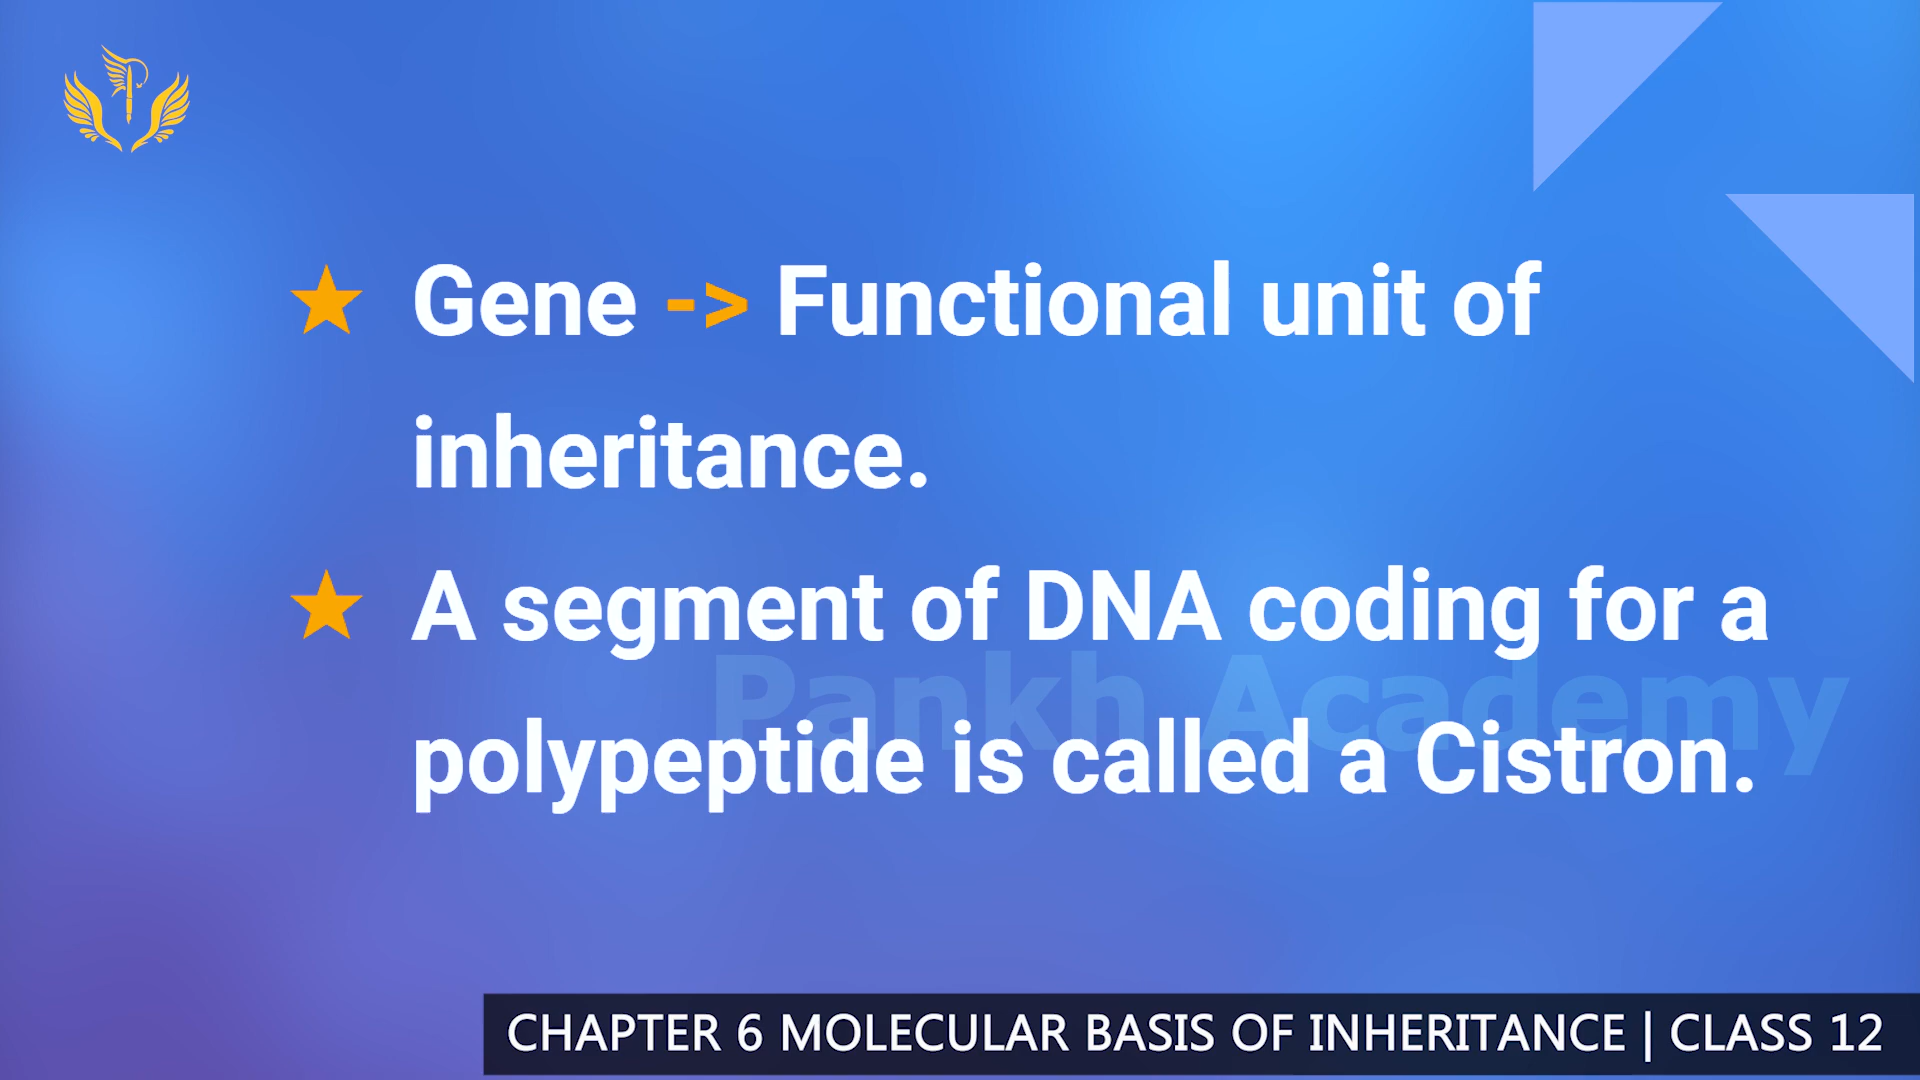 Gene -> Functional unit of
inheritance.
A segment of DNA coding for a
Pankh Academy
polypeptide is called a Cistron.
CHAPTER 6 MOLECULAR BASIS OF INHERITANCE | CLASS 12